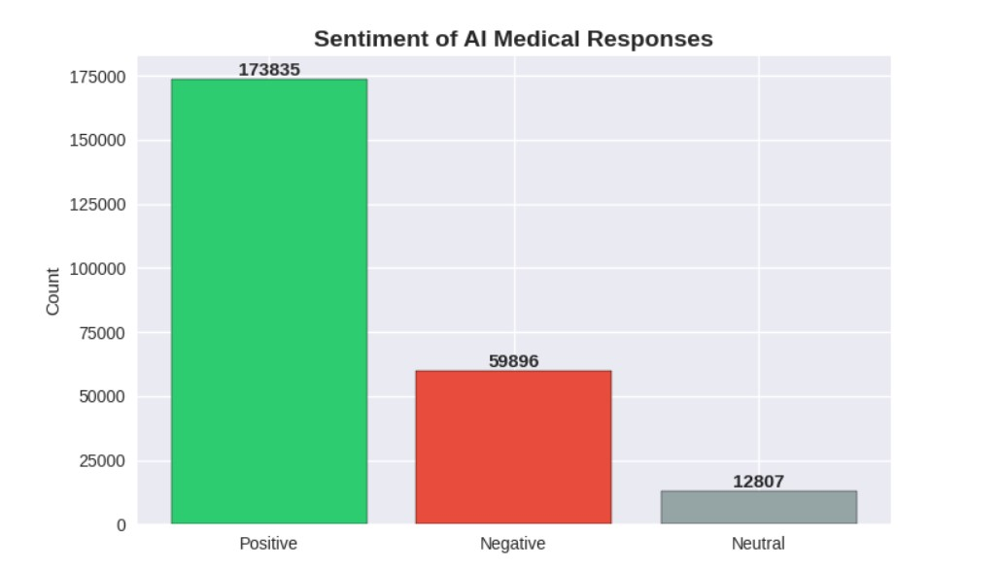 Sentiment of AI Medical Responses
Count
175000
150000
125000
100000
75000
50000
25000
0
173835
59896
12807
Positive
Negative
Neutral